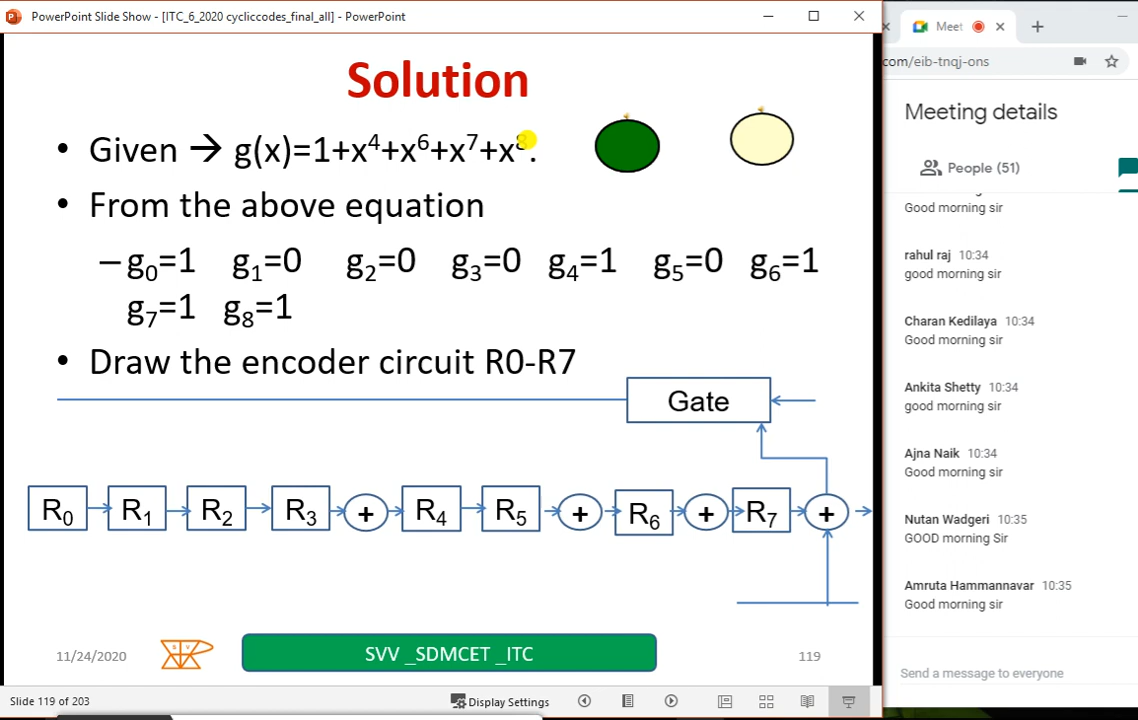 PowerPoint Slide Show - [ITC_6_2020 cycliccodes_final_all] - PowerPoint
Solution
• Given → g(x)=1+x⁴+x⁶+x⁷+x⁸.
• From the above equation
– g₀=1 g₁=0 g₂=0 g₃=0 g₄=1 g₅=0 g₆=1
g₇=1 g₈=1
• Draw the encoder circuit R0-R7
Gate
R₀ R₁ R₂ R₃ + R₄ R₅ + R₆ + R₇ +
11/24/2020
S V
SVV _SDMCET _ITC
119
Slide 119 of 203
Display Settings
Meet
com/eib-tnqj-ons
Meeting details
People (51)
Good morning sir
rahul raj 10:34
good morning sir
Charan Kedilaya 10:34
good morning sir
Ankita Shetty 10:34
good morning sir
Ajna Naik 10:34
Good morning sir
Nutan Wadgeri 10:35
GOOD morning Sir
Amruta Hammannavar 10:35
Good morning sir
Send a message to everyone